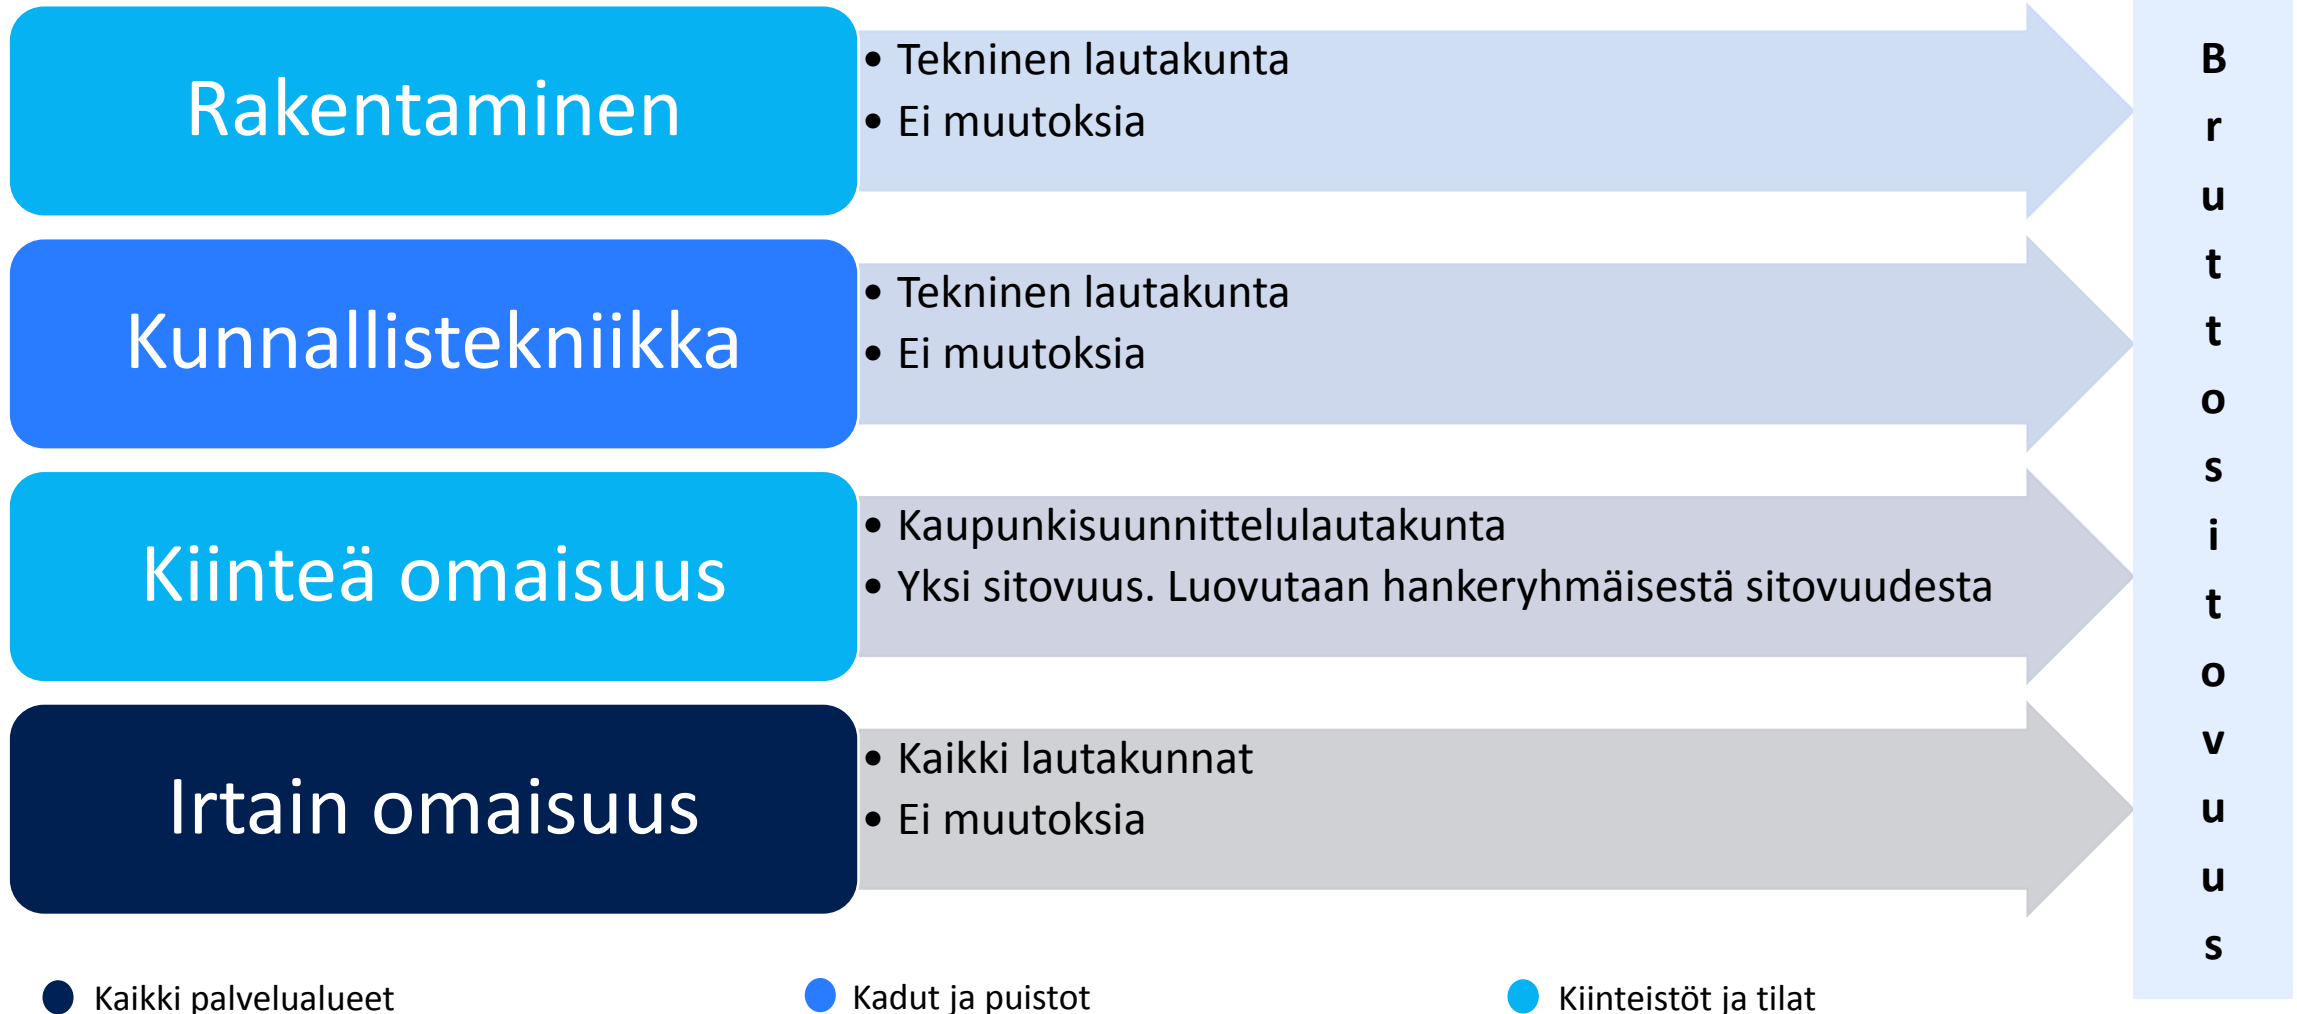 Rakentaminen
• Tekninen lautakunta
• Ei muutoksia
Kunnallistekniikka
• Tekninen lautakunta
• Ei muutoksia
Kiinteä omaisuus
• Kaupunkisuunnittelulautakunta
• Yksi sitovuus. Luovutaan hankeryhmäisestä sitovuudesta
Irtain omaisuus
• Kaikki lautakunnat
• Ei muutoksia
Bruttositovuus
Kaikki palvelualueet
Kadut ja puistot
Kiinteistöt ja tilat